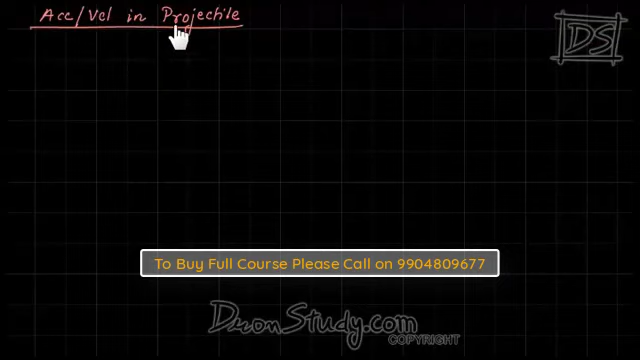 Acc/Vel in Projectile
DS
To Buy Full Course Please Call on 9904809677
DronStudy.com
COPYRIGHT